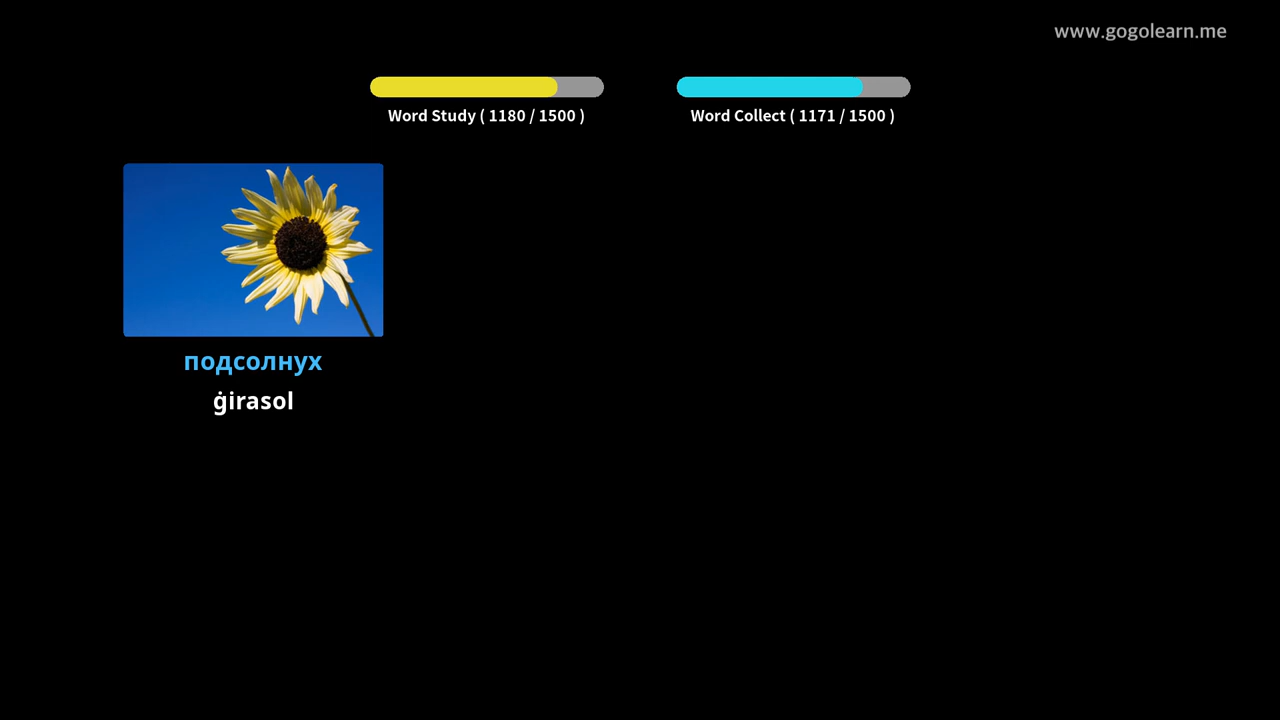 www.gogolearn.me
Word Study ( 1180 / 1500 )
Word Collect ( 1171 / 1500 )
подсолнух
ġirasol